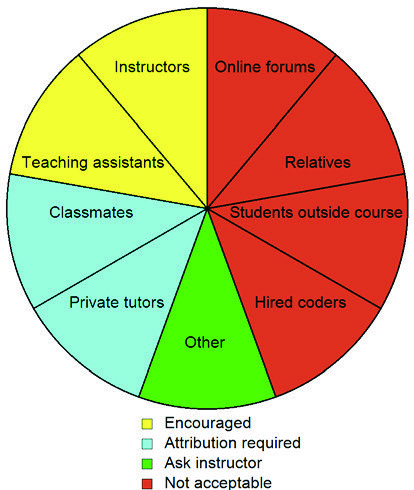 Instructors
Online forums
Teaching assistants
Relatives
Classmates
Students outside course
Private tutors
Hired coders
Other
Encouraged
Attribution required
Ask instructor
Not acceptable